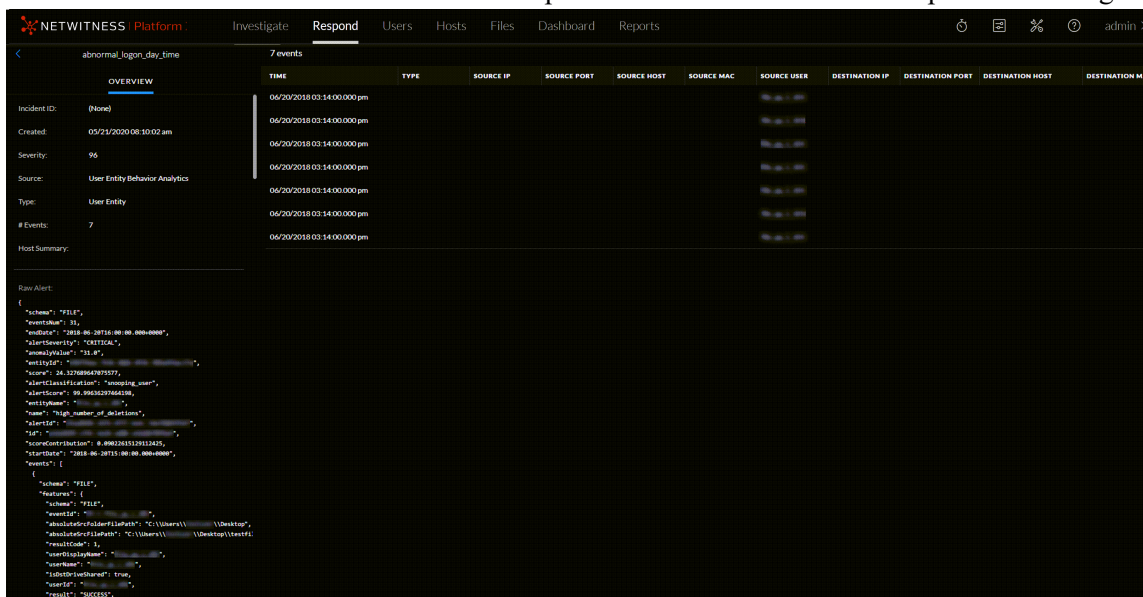 NETWITNESS Platform Investigate Respond Users Hosts Files Dashboard Reports admin
abnormal_logon_day_time
7 events
OVERVIEW
TIME TYPE SOURCE IP SOURCE PORT SOURCE HOST SOURCE MAC SOURCE USER DESTINATION IP DESTINATION PORT DESTINATION HOST DESTINATION M
06/20/2018 03:14:00.000 pm
06/20/2018 03:14:00.000 pm
06/20/2018 03:14:00.000 pm
06/20/2018 03:14:00.000 pm
06/20/2018 03:14:00.000 pm
06/20/2018 03:14:00.000 pm
06/20/2018 03:14:00.000 pm
Incident ID: (None)
Created: 05/21/2020 08:10:02 am
Severity: 96
Source: User Entity Behavior Analytics
Type: User Entity
# Events: 7
Host Summary:
Raw Alert:
{
"schema": "FILE",
"eventsNum": 31,
"endDate": "2018-06-20T16:00:00.000+0000",
"alertSeverity": "CRITICAL",
"anomalyValue": "31.0",
"entityId": "",
"score": 24.327689647075577,
"alertClassification": "snooping_user",
"alertScore": 99.99636297464198,
"entityName": "",
"name": "high_number_of_deletions",
"alertId": "",
"id": "",
"scoreContribution": 0.09022615129112425,
"startDate": "2018-06-20T15:00:00.000+0000",
"events": [
{
"schema": "FILE",
"features": {
"schema": "FILE",
"eventId": "",
"absoluteSrcFolderFilePath": "C:\\Users\\ \\Desktop",
"absoluteSrcFilePath": "C:\\Users\\ \\Desktop\\testfi
"resultCode": 1,
"userDisplayName": "",
"userName": "",
"isDstDriveShared": true,
"userId": "",
"result": "SUCCESS",